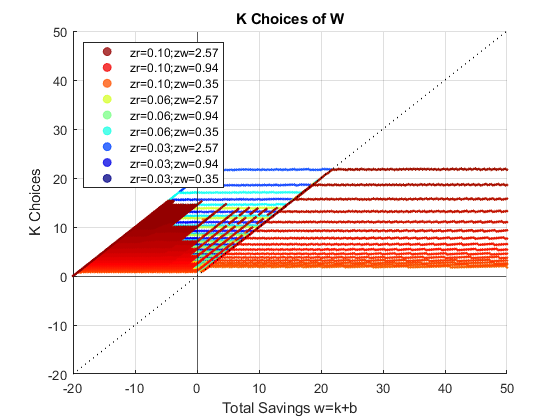 K Choices of W
50
40
30
20
10
0
-10
-20
K Choices
zr=0.10;zw=2.57
zr=0.10;zw=0.94
zr=0.10;zw=0.35
zr=0.06;zw=2.57
zr=0.06;zw=0.94
zr=0.06;zw=0.35
zr=0.03;zw=2.57
zr=0.03;zw=0.94
zr=0.03;zw=0.35
-20 -10 0 10 20 30 40 50
Total Savings w=k+b